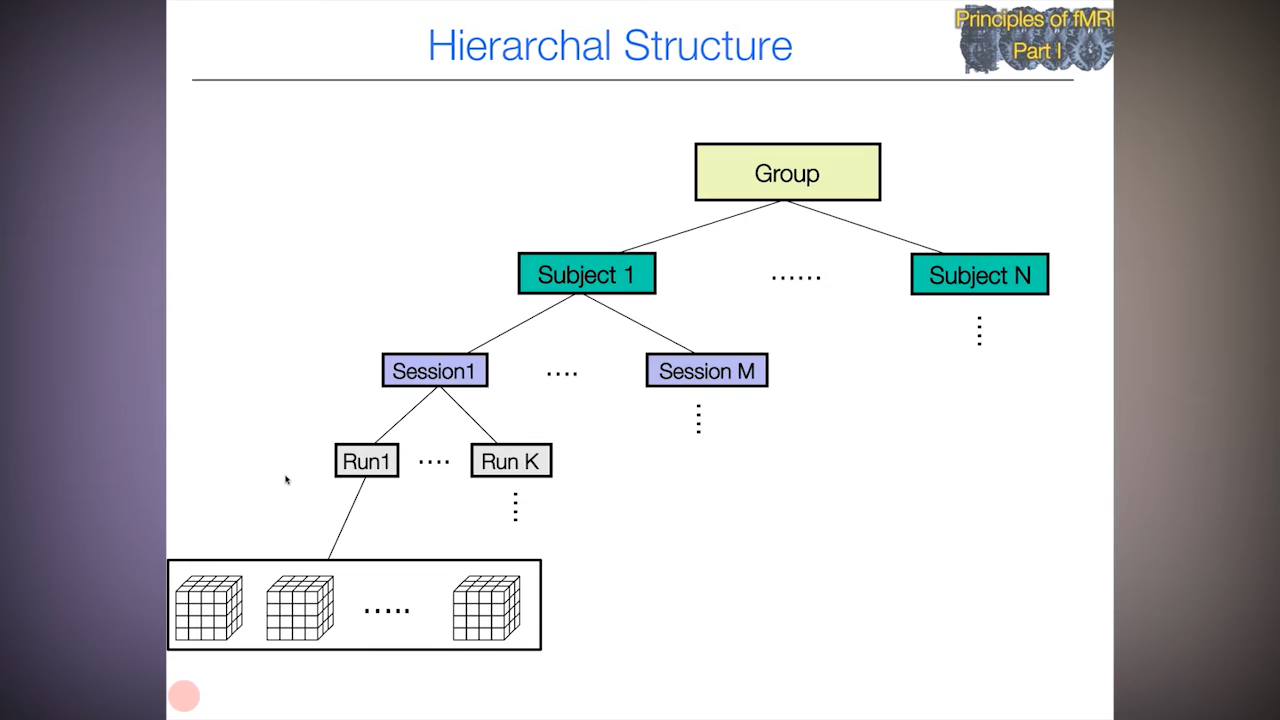 Hierarchal Structure
Principles of fMRI
Part I
Group
Subject 1
......
Subject N
Session1
....
Session M
Run1
....
Run K
.....